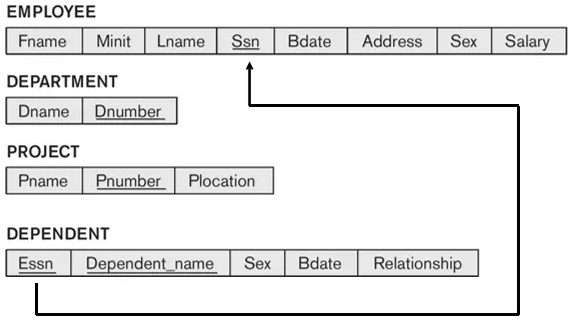 EMPLOYEE
Fname Minit Lname Ssn Bdate Address Sex Salary
DEPARTMENT
Dname Dnumber
PROJECT
Pname Pnumber Plocation
DEPENDENT
Essn Dependent_name Sex Bdate Relationship